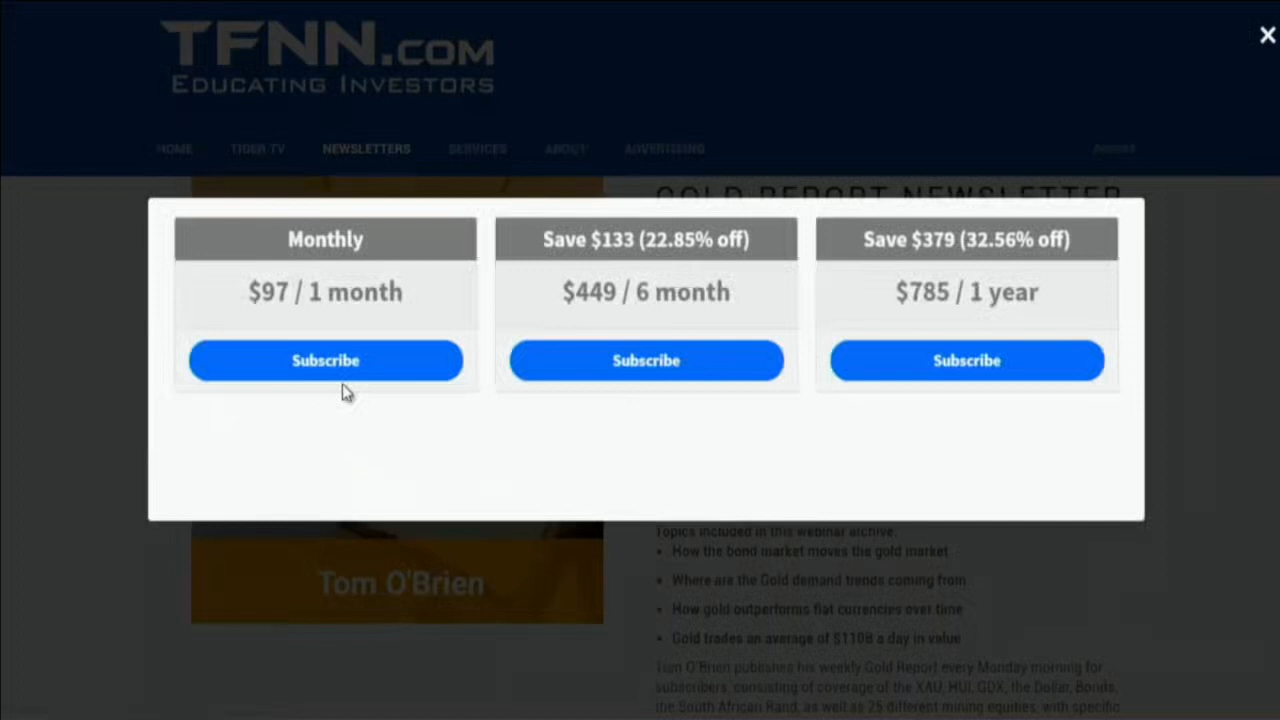 TFNN.COM
EDUCATING INVESTORS
HOME TIGER TV NEWSLETTERS SERVICES ABOUT ADVERTISING
GOLD REPORT NEWSLETTER
Monthly
$97 / 1 month
Subscribe
Save $133 (22.85% off)
$449 / 6 month
Subscribe
Save $379 (32.56% off)
$785 / 1 year
Subscribe
Tom O'Brien
Topics included in this webinar archive:
• How the bond market moves the gold market
• Where are the Gold demand trends coming from
• How gold outperforms fiat currencies over time
• Gold trades an average of $110B a day in value
Tom O'Brien publishes his weekly Gold Report every Monday morning for
subscribers, consisting of coverage of the XAU, HUI, GDX, the Dollar, Bonds,
the South African Rand, as well as 25 different mining equities, with specific